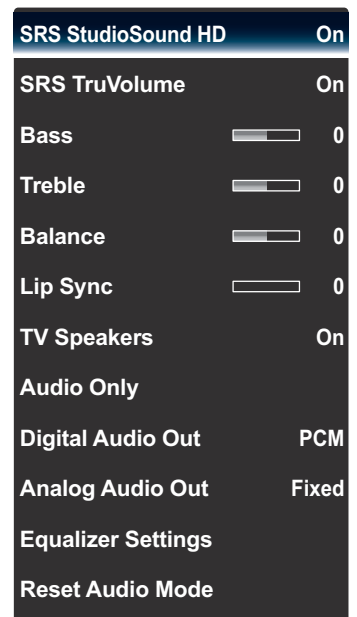 SRS StudioSound HD On
SRS TruVolume On
Bass 0
Treble 0
Balance 0
Lip Sync 0
TV Speakers On
Audio Only
Digital Audio Out PCM
Analog Audio Out Fixed
Equalizer Settings
Reset Audio Mode